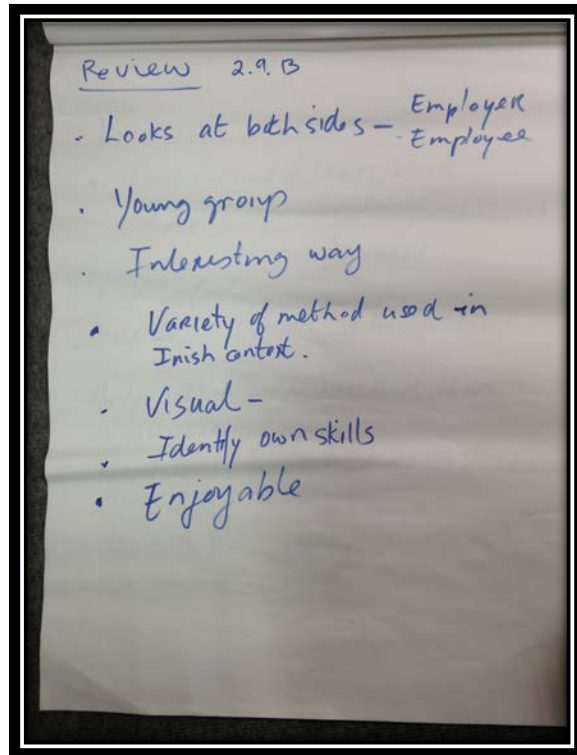 Review 2.9.B
. Looks at both sides - Employer
- Employee
. Young group
. Interesting way
. Variety of method used in
Irish context.
. Visual -
. Identify own skills
. Enjoyable